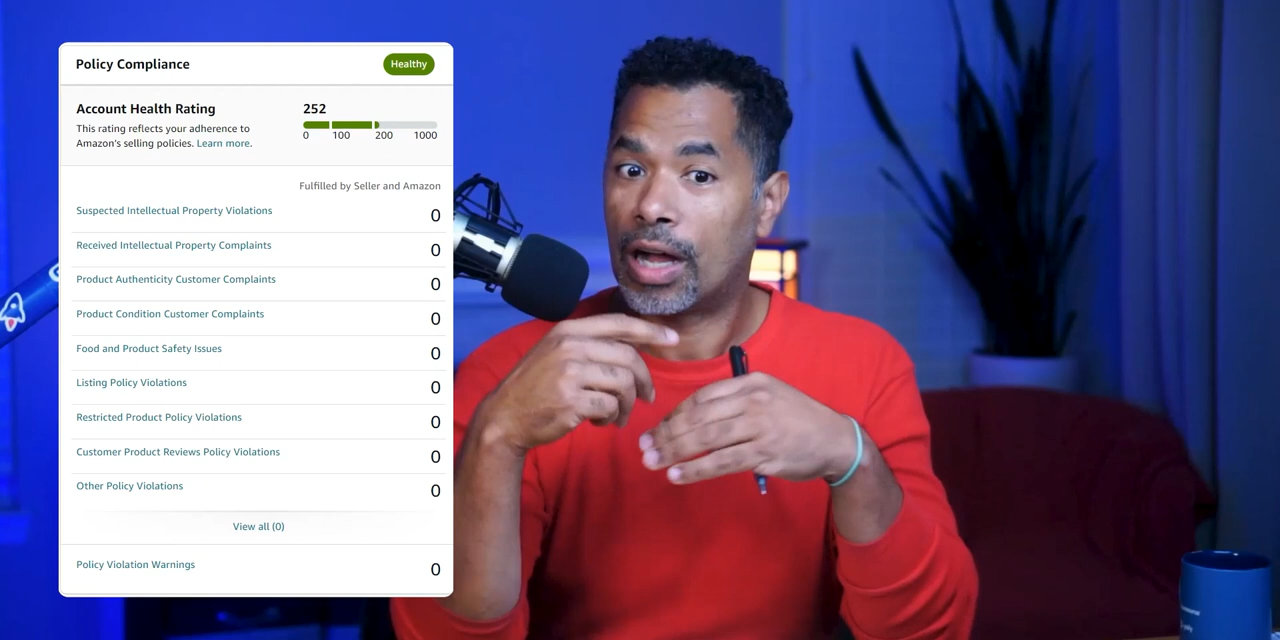 Policy Compliance
Healthy
Account Health Rating
252
This rating reflects your adherence to
Amazon's selling policies. Learn more.
0 100 200 1000
Fulfilled by Seller and Amazon
Suspected Intellectual Property Violations 0
Received Intellectual Property Complaints 0
Product Authenticity Customer Complaints 0
Product Condition Customer Complaints 0
Food and Product Safety Issues 0
Listing Policy Violations 0
Restricted Product Policy Violations 0
Customer Product Reviews Policy Violations 0
Other Policy Violations 0
View all (0)
Policy Violation Warnings 0